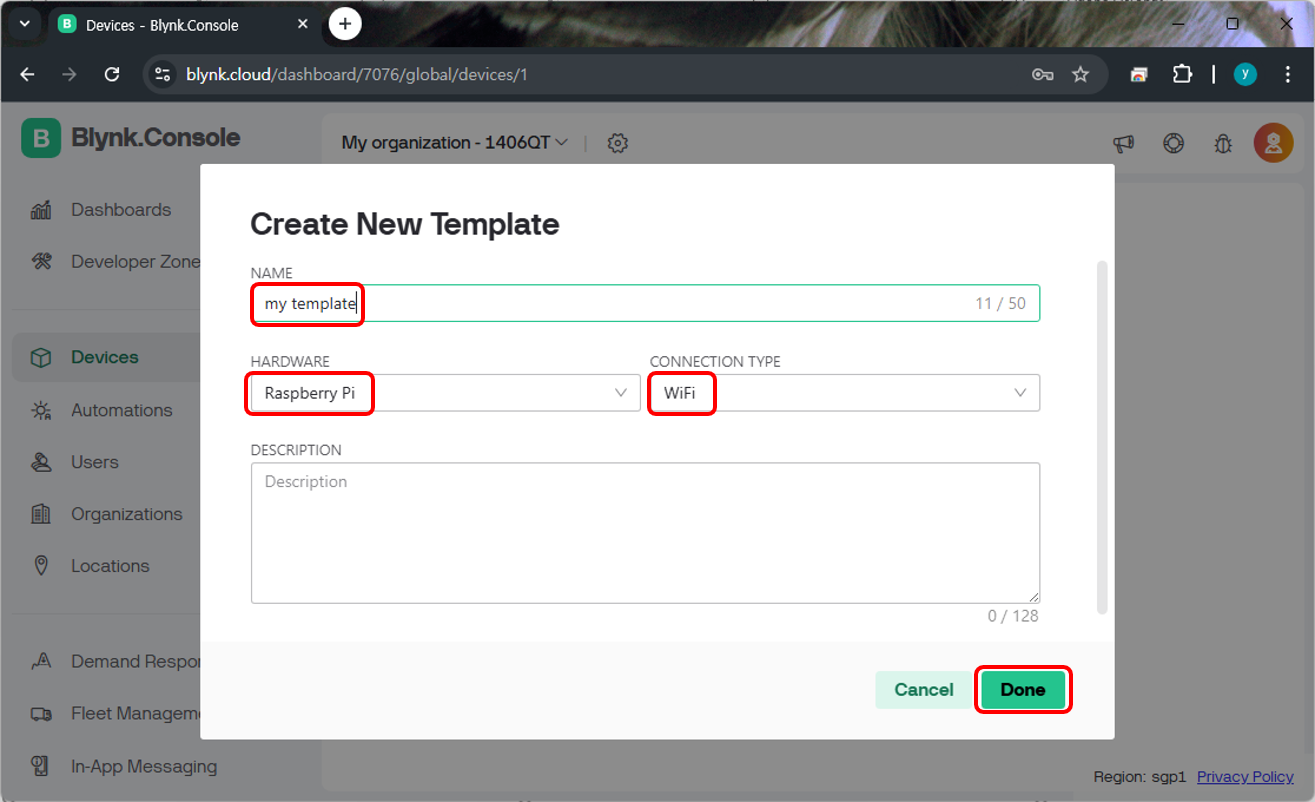 Devices - Blynk.Console
blynk.cloud/dashboard/7076/global/devices/1
y
B Blynk.Console
My organization - 1406QT
Dashboards
Developer Zone
Devices
Automations
Users
Organizations
Locations
Demand Respon
Fleet Manageme
In-App Messaging
Create New Template
NAME
my template
11 / 50
HARDWARE
CONNECTION TYPE
Raspberry Pi
WiFi
DESCRIPTION
Description
0 / 128
Cancel
Done
Region: sgp1 Privacy Policy